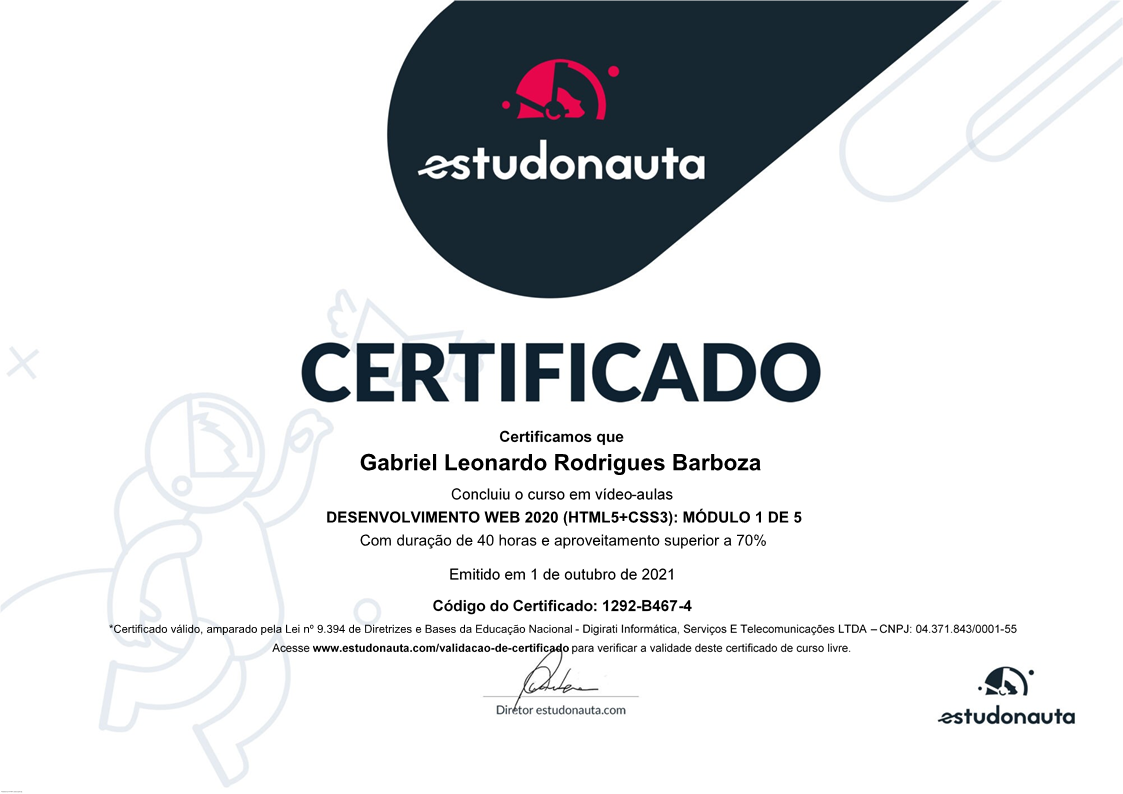 estudonauta
CERTIFICADO
Certificamos que
Gabriel Leonardo Rodrigues Barboza
Concluiu o curso em vídeo-aulas
DESENVOLVIMENTO WEB 2020 (HTML5+CSS3): MÓDULO 1 DE 5
Com duração de 40 horas e aproveitamento superior a 70%
Emitido em 1 de outubro de 2021
Código do Certificado: 1292-B467-4
*Certificado válido, amparado pela Lei nº 9.394 de Diretrizes e Bases da Educação Nacional - Digirati Informática, Serviços E Telecomunicações LTDA – CNPJ: 04.371.843/0001-55
Acesse www.estudonauta.com/validacao-de-certificado para verificar a validade deste certificado de curso livre.
Diretor estudonauta.com
estudonauta